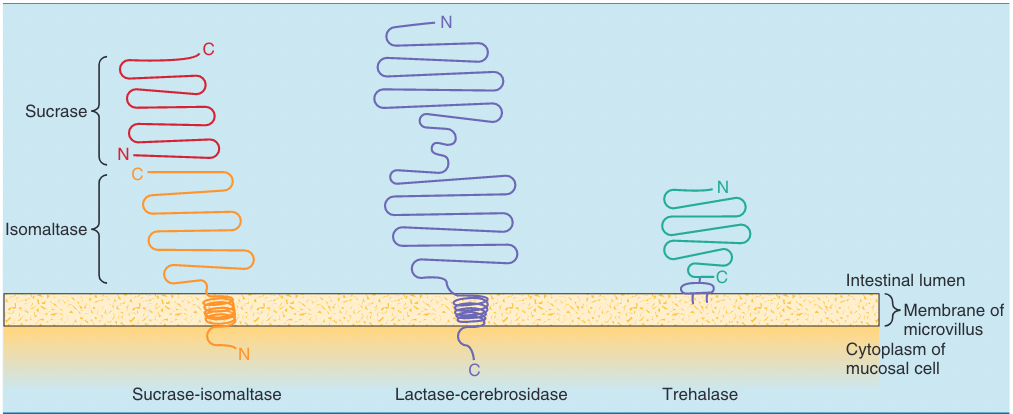 N
C
Sucrase
N
C
N
Isomaltase
C
Intestinal lumen
Membrane of
microvillus
Cytoplasm of
mucosal cell
N
C
Sucrase-isomaltase
Lactase-cerebrosidase
Trehalase